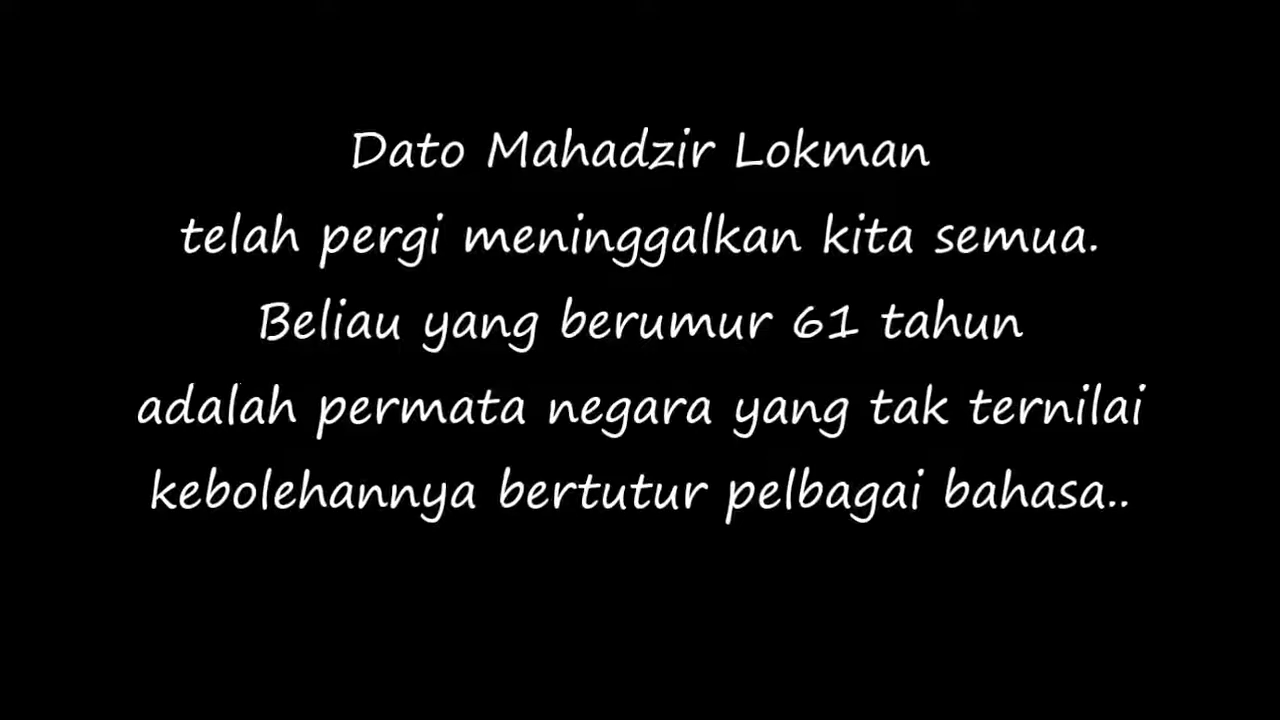 Dato Mahadzir Lokman
telah pergi meninggalkan kita semua.
Beliau yang berumur 61 tahun
adalah permata negara yang tak ternilai
kebolehannya bertutur pelbagai bahasa..